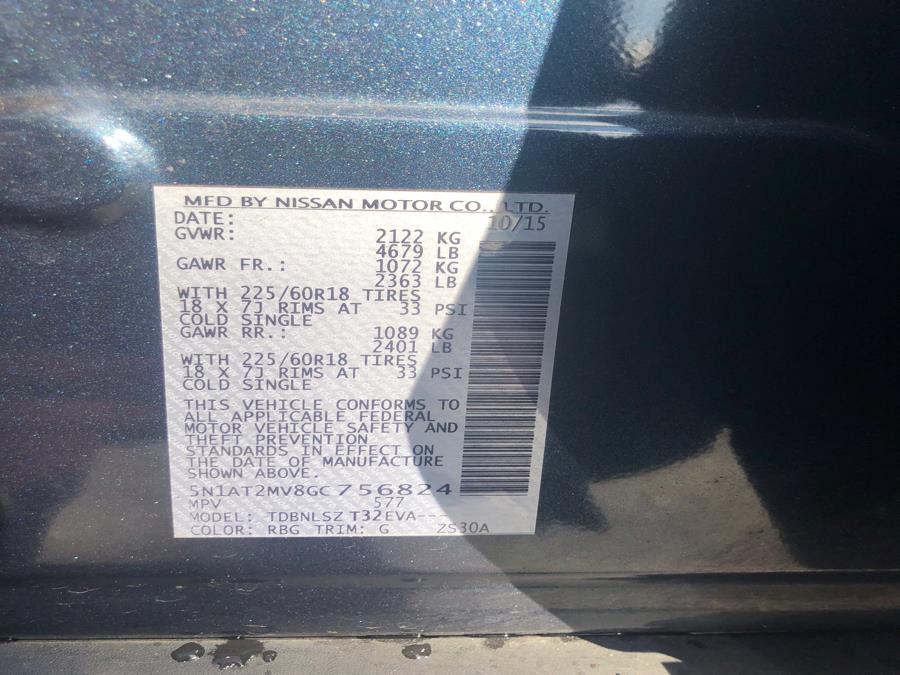 MFD BY NISSAN MOTOR CO., LTD.
DATE: 10/15
GVWR: 2122 KG
4679 LB
GAWR FR.: 1072 KG
2363 LB
WITH 225/60R18 TIRES
18 X 7J RIMS AT 33 PSI
COLD SINGLE
GAWR RR.: 1089 KG
2401 LB
WITH 225/60R18 TIRES
18 X 7J RIMS AT 33 PSI
COLD SINGLE
THIS VEHICLE CONFORMS TO
ALL APPLICABLE FEDERAL
MOTOR VEHICLE SAFETY AND
THEFT PREVENTION
STANDARDS IN EFFECT ON
THE DATE OF MANUFACTURE
SHOWN ABOVE.
5N1AT2MV8GC756824
MPV 577
MODEL: TDBNLSZ T32EVA---
COLOR: RBG TRIM: G ZS30A